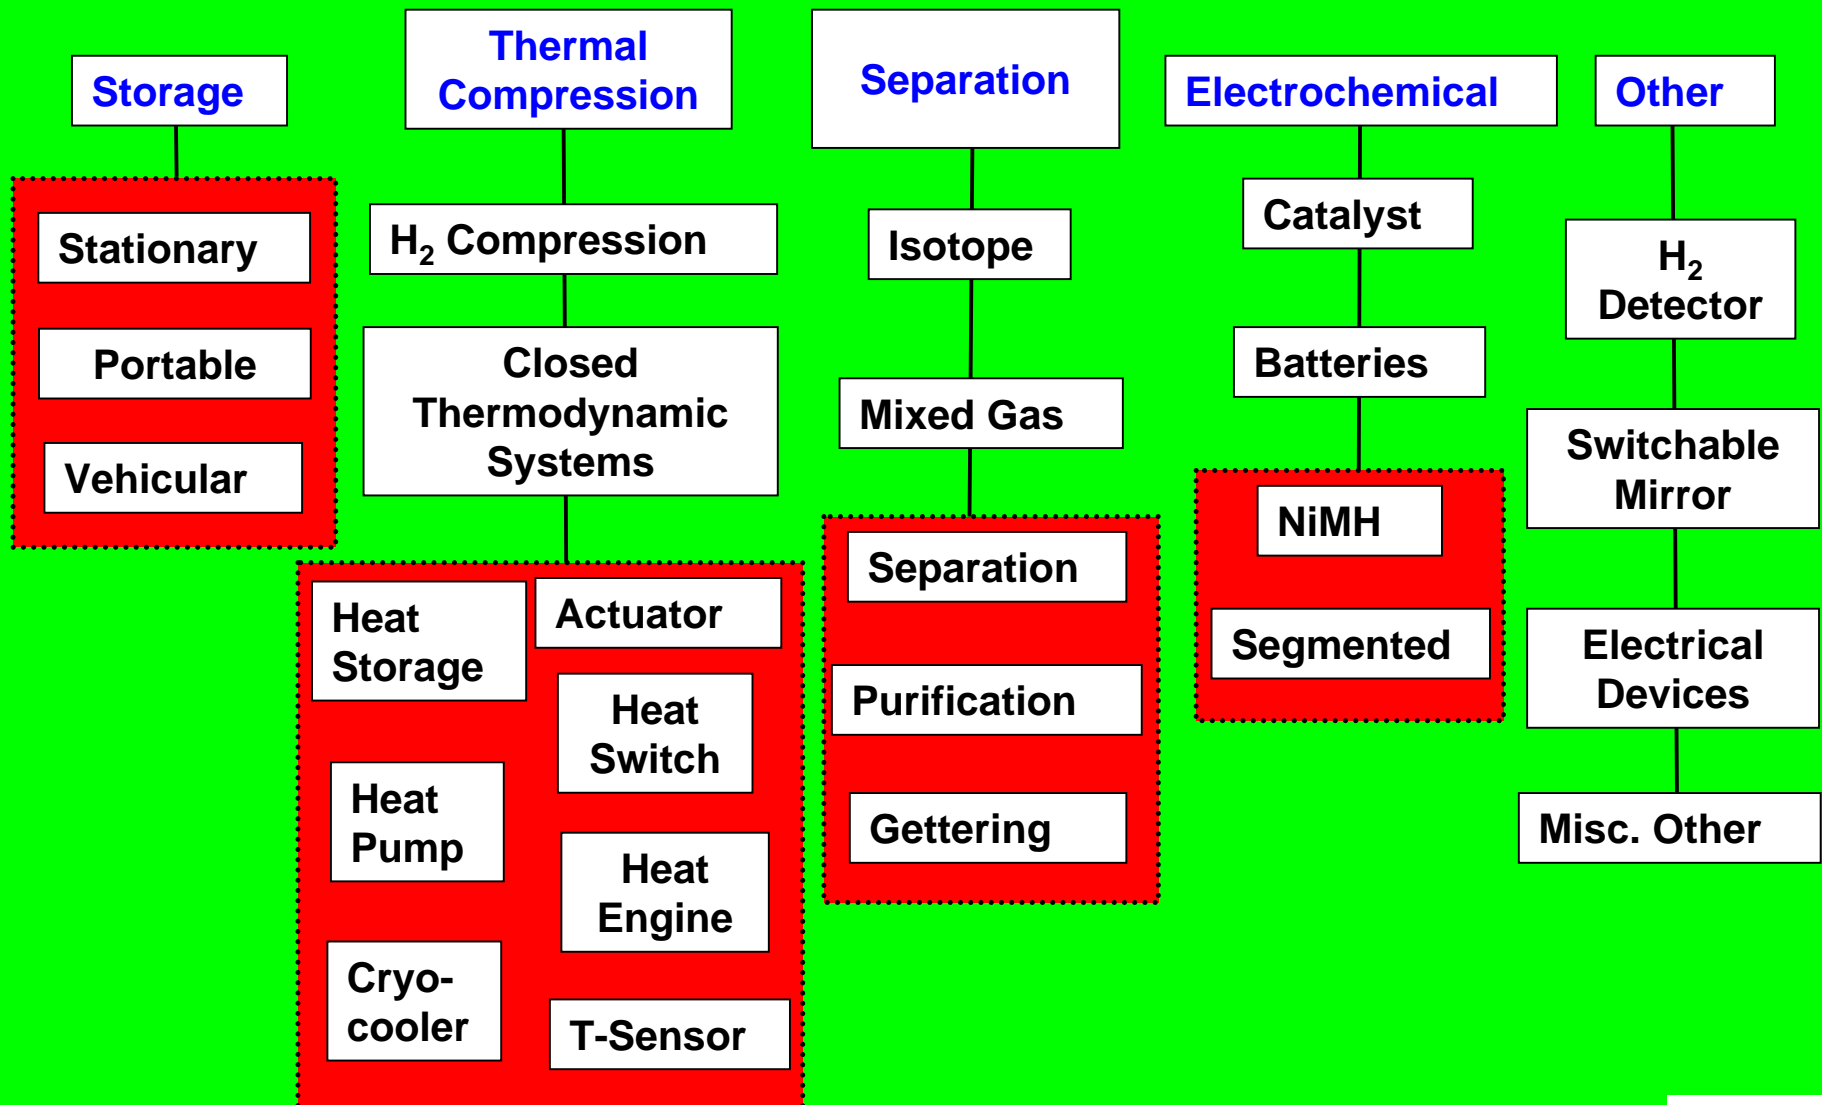 Storage
Stationary
Portable
Vehicular
Thermal
Compression
H₂ Compression
Closed
Thermodynamic
Systems
Heat
Storage
Actuator
Heat
Switch
Heat
Pump
Heat
Engine
Cryo-
cooler
T-Sensor
Separation
Isotope
Mixed Gas
Separation
Purification
Gettering
Electrochemical
Catalyst
Batteries
NiMH
Segmented
Other
H₂
Detector
Switchable
Mirror
Electrical
Devices
Misc. Other